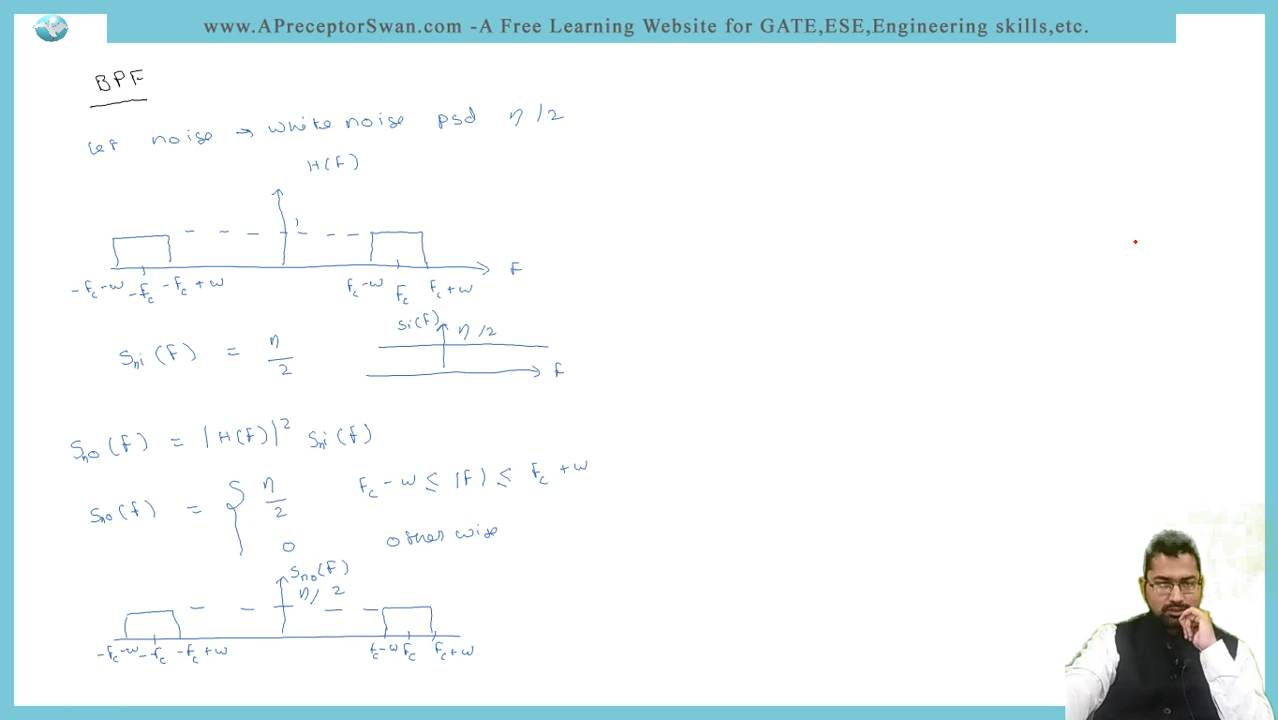 www.APreceptorSwan.com -A Free Learning Website for GATE,ESE,Engineering skills,etc.
BPF
Let noise → white noise psd η/2
H(f)
1
-fc-w -fc -fc+w fc-w fc fc+w f
Si(f) η/2
Sni(f) = η/2
f
Sno(f) = |H(f)|² Sni(f)
Sno(f) = { η/2 fc-w ≤ |f| ≤ fc+w
0 otherwise
Sno(f)
η/2
-fc-w -fc -fc+w fc-w fc fc+w